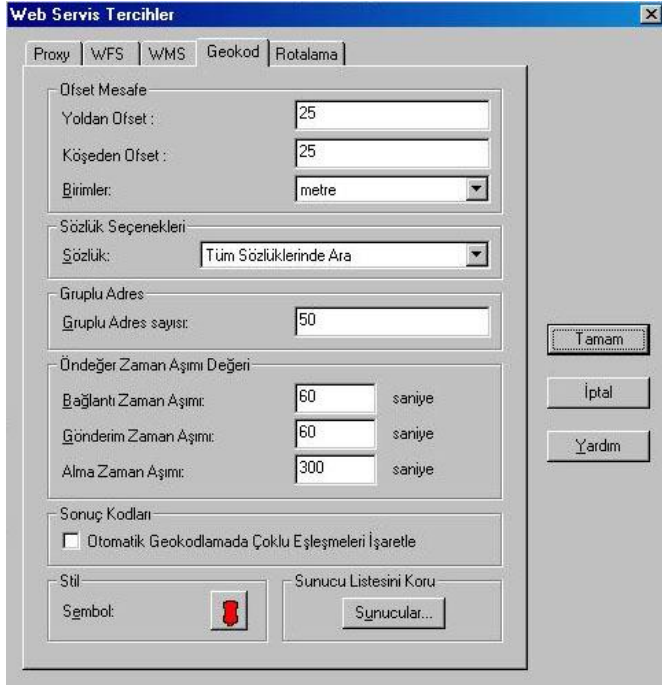 Web Servis Tercihler
Proxy WFS WMS Geokod Rotalama
Ofset Mesafe
Yoldan Ofset : 25
Köşeden Ofset : 25
Birimler: metre
Sözlük Seçenekleri
Sözlük: Tüm Sözlüklerinde Ara
Gruplu Adres
Gruplu Adres sayısı: 50
Öndeğer Zaman Aşımı Değeri
Bağlantı Zaman Aşımı: 60 saniye
Gönderim Zaman Aşımı: 60 saniye
Alma Zaman Aşımı: 300 saniye
Sonuç Kodları
Otomatik Geokodlamada Çoklu Eşleşmeleri İşaretle
Stil
Sembol:
Sunucu Listesini Koru
Sunucular...
Tamam
İptal
Yardım